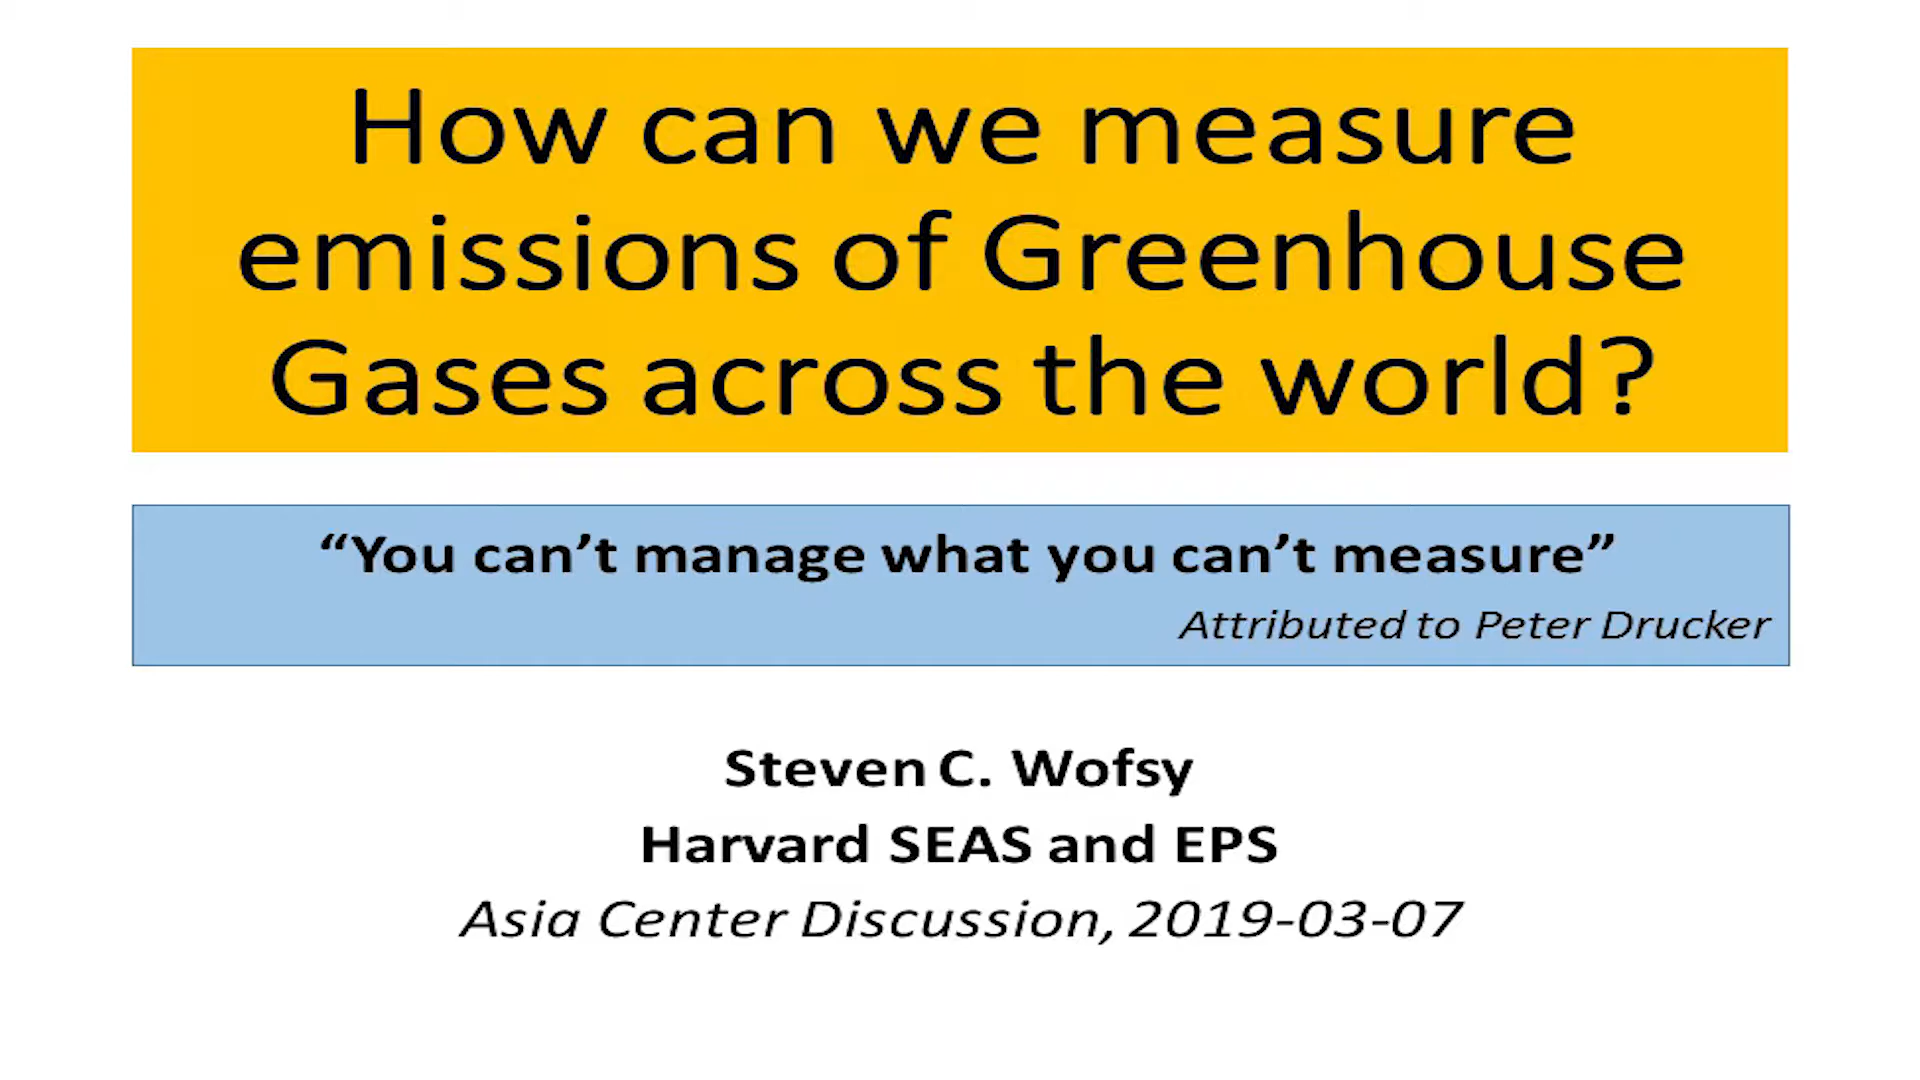 How can we measure
emissions of Greenhouse
Gases across the world?
“You can’t manage what you can’t measure”
Attributed to Peter Drucker
Steven C. Wofsy
Harvard SEAS and EPS
Asia Center Discussion, 2019-03-07